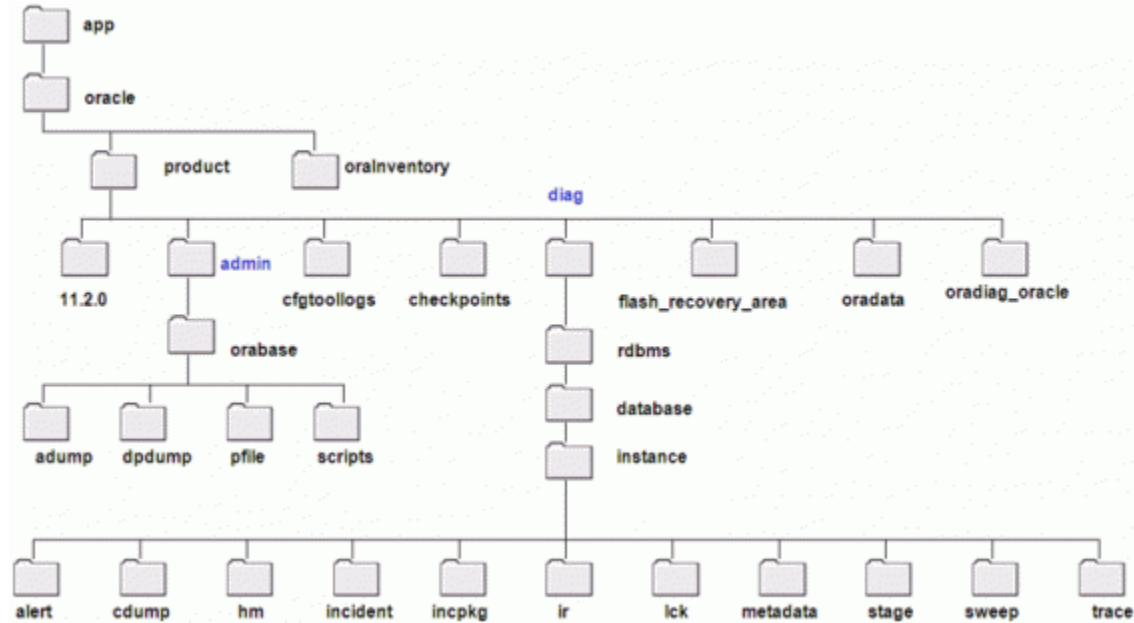 app
oracle
product
oraInventory
diag
11.2.0
admin
cfgtoollogs
checkpoints
flash_recovery_area
oradata
oradiag_oracle
orabase
rdbms
database
adump
dpdump
pfile
scripts
instance
alert
cdump
hm
incident
incpkg
ir
lck
metadata
stage
sweep
trace